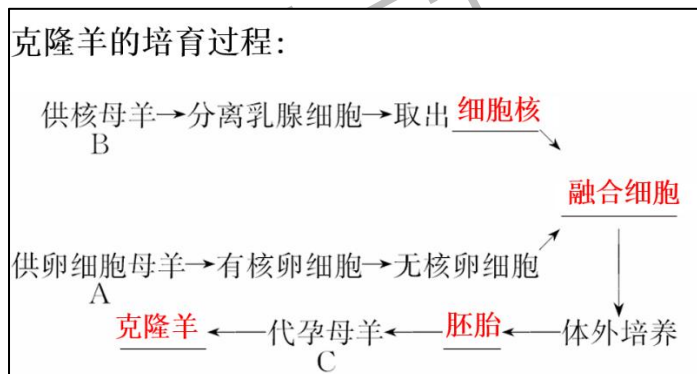 克隆羊的培育过程：
供核母羊→分离乳腺细胞→取出细胞核
B
融合细胞
供卵细胞母羊→有核卵细胞→无核卵细胞
A
克隆羊←代孕母羊←胚胎←体外培养
C